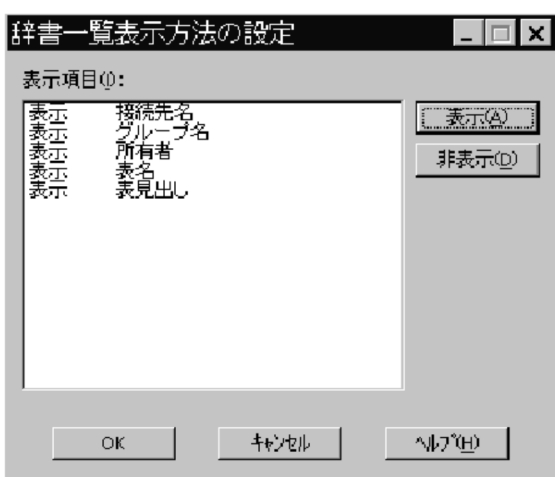 辞書一覧表示方法の設定
表示項目(I):
表示 接続先名
表示 グループ名
表示 所有者
表示 表名
表示 表見出し
表示(A)
非表示(D)
OK
ｷｬﾝｾﾙ
ﾍﾙﾌﾟ(H)